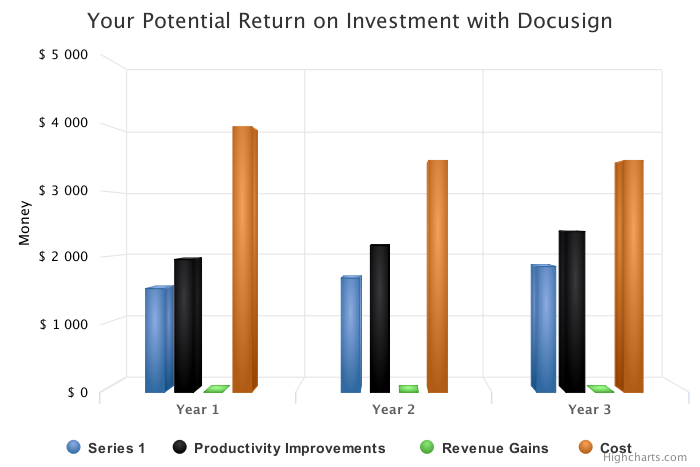 Your Potential Return on Investment with Docusign
$ 5 000
$ 4 000
$ 3 000
$ 2 000
$ 1 000
$ 0
Money
Year 1
Year 2
Year 3
Series 1
Productivity Improvements
Revenue Gains
Cost
Highcharts.com